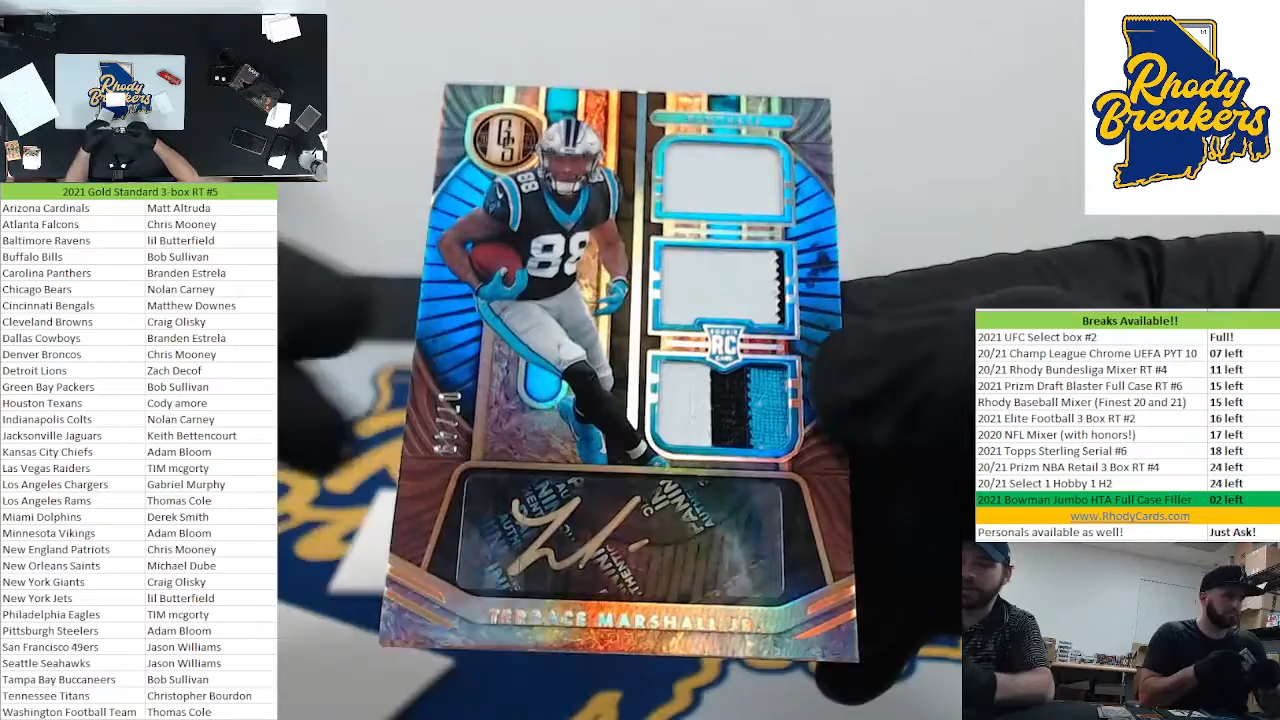 Rhody
Breakers
2021 Gold Standard 3-box RT #5
Arizona Cardinals Matt Altruda
Atlanta Falcons Chris Mooney
Baltimore Ravens lil Butterfield
Buffalo Bills Bob Sullivan
Carolina Panthers Branden Estrela
Chicago Bears Nolan Carney
Cincinnati Bengals Matthew Downes
Cleveland Browns Craig Olisky
Dallas Cowboys Branden Estrela
Denver Broncos Chris Mooney
Detroit Lions Zach Decof
Green Bay Packers Bob Sullivan
Houston Texans Cody amore
Indianapolis Colts Nolan Carney
Jacksonville Jaguars Keith Bettencourt
Kansas City Chiefs Adam Bloom
Las Vegas Raiders TIM mcgorty
Los Angeles Chargers Gabriel Murphy
Los Angeles Rams Thomas Cole
Miami Dolphins Derek Smith
Minnesota Vikings Adam Bloom
New England Patriots Chris Mooney
New Orleans Saints Michael Dube
New York Giants Craig Olisky
New York Jets lil Butterfield
Philadelphia Eagles TIM mcgorty
Pittsburgh Steelers Adam Bloom
San Francisco 49ers Jason Williams
Seattle Seahawks Jason Williams
Tampa Bay Buccaneers Bob Sullivan
Tennessee Titans Christopher Bourdon
Washington Football Team Thomas Cole
GS
88
88
ROOKIE
RC
TERRACE MARSHALL JR.
Rhody
Breakers
Breaks Available!!
2021 UFC Select box #2 Full!
20/21 Champ League Chrome UEFA PYT 10 07 left
20/21 Rhody Bundesliga Mixer RT #4 11 left
2021 Prizm Draft Blaster Full Case RT #6 15 left
Rhody Baseball Mixer (Finest 20 and 21) 15 left
2021 Elite Football 3 Box RT #2 16 left
2020 NFL Mixer (with honors!) 17 left
2021 Topps Sterling Serial #6 18 left
20/21 Prizm NBA Retail 3 Box RT #4 24 left
20/21 Select 1 Hobby 1 H2 24 left
2021 Bowman Jumbo HTA Full Case Filler 02 left
www.RhodyCards.com
Personals available as well! Just Ask!